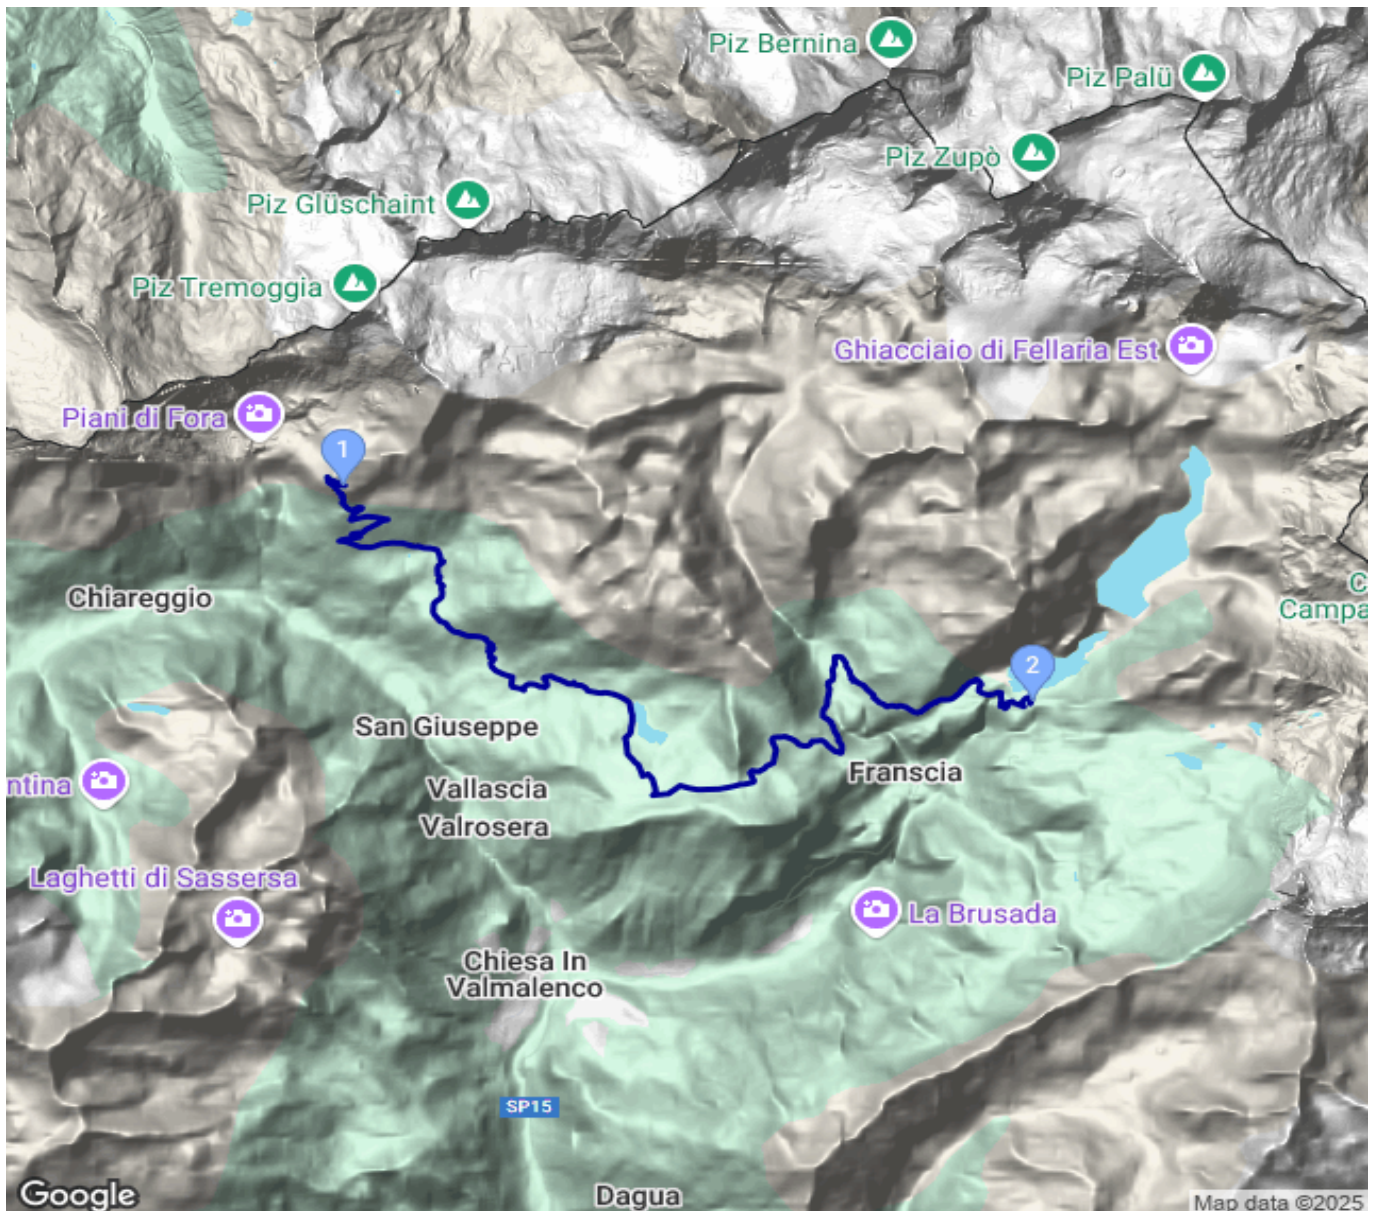 Piz Bernina
Piz Palü
Piz Zupò
Piz Glüschaint
Piz Tremoggia
Ghiacciaio di Fellaria Est
Piani di Fora
1
C
Campa
Chiareggio
2
San Giuseppe
Franscia
ntina
Vallascia
Valrosera
Laghetti di Sassersa
La Brusada
Chiesa In
Valmalenco
SP15
Dagua
Google
Map data ©2025